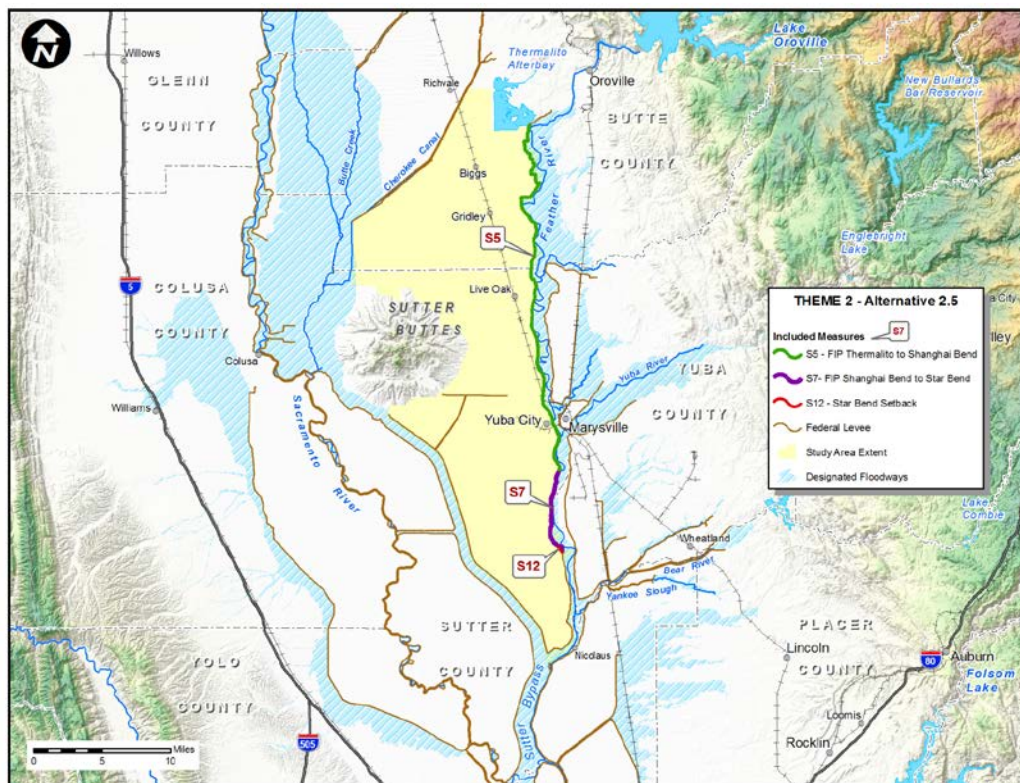 N
Willows
GLENN
COUNTY
Butte Creek
Richvale
Cherokee Canal
Thermalito
Afterbay
Oroville
Lake
Oroville
New Bullards
Bar Reservoir
BUTTE
COUNTY
Feather River
Biggs
Gridley
S5
Englebright
Lake
5
COLUSA
COUNTY
Live Oak
SUTTER
BUTTES
Colusa
Williams
Sacramento
River
Yuba River
YUBA
COUNTY
Yuba City
Marysville
THEME 2 - Alternative 2.5
Included Measures S7
S5 - FIP Thermalito to Shanghai Bend
S7- FIP Shanghai Bend to Star Bend
S12 - Star Bend Setback
Federal Levee
Study Area Extent
Designated Floodways
City
lley
S7
S12
Wheatland
Bear River
Yankee Slough
Lake
Combie
SUTTER
COUNTY
Nicolaus
Sutter Bypass
PLACER
COUNTY
Lincoln
80
Auburn
Folsom
Lake
Loomis
Rocklin
YOLO
COUNTY
505
Miles
0 5 10